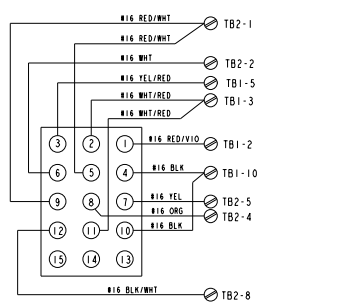 #16 RED/WHT
TB2-1
#16 RED/WHT
#16 WHT
TB2-2
#16 YEL/RED
TB1-5
#16 WHT/RED
TB1-3
#16 WHT/RED
3 2 1
#16 RED/VIO
TB1-2
6 5 4
#16 BLK
TB1-10
9 8 7
#16 YEL
TB2-5
#16 ORG
TB2-4
12 11 10
#16 BLK
15 14 13
#16 BLK/WHT
TB2-8